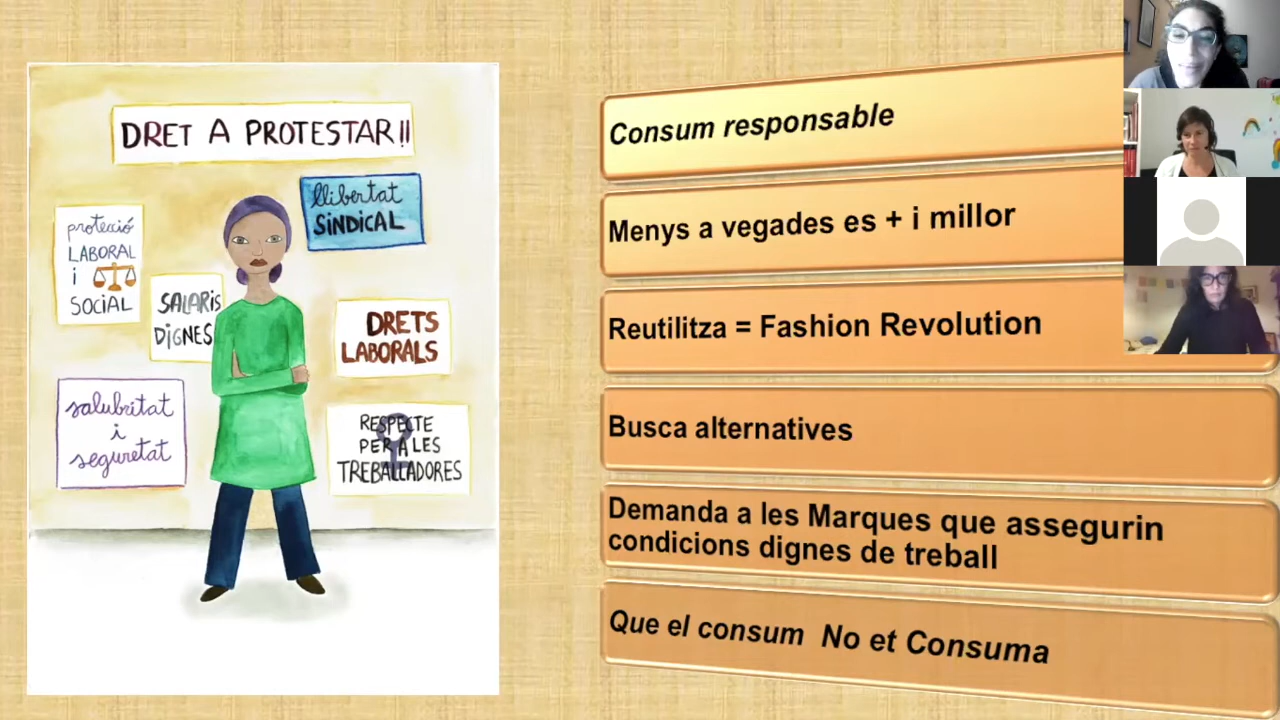 DRET A PROTESTAR!!
llibertat
SINDICAL
protecció
LABORAL
i
SOCIAL
SALARIS
DIGNES
DRETS
LABORALS
salubritat
i
seguretat
RESPECTE
PER A LES
TREBALLADORES
Consum responsable
Menys a vegades es + i millor
Reutilitza = Fashion Revolution
Busca alternatives
Demanda a les Marques que assegurin
condicions dignes de treball
Que el consum No et Consuma